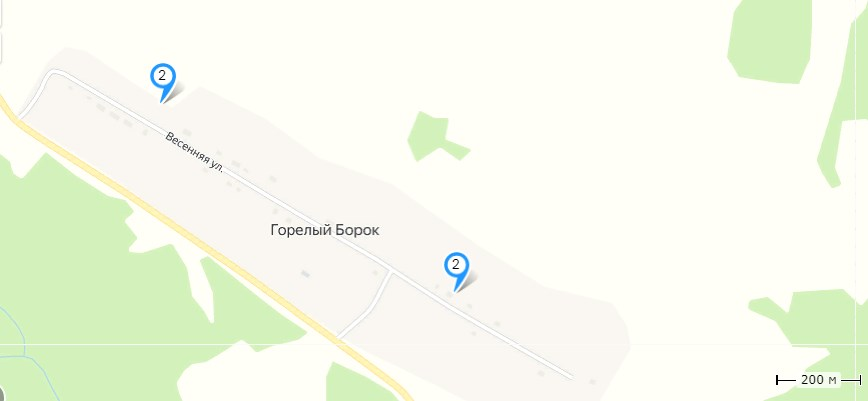 2
Весенняя ул.
Горелый Борок
2
200 м